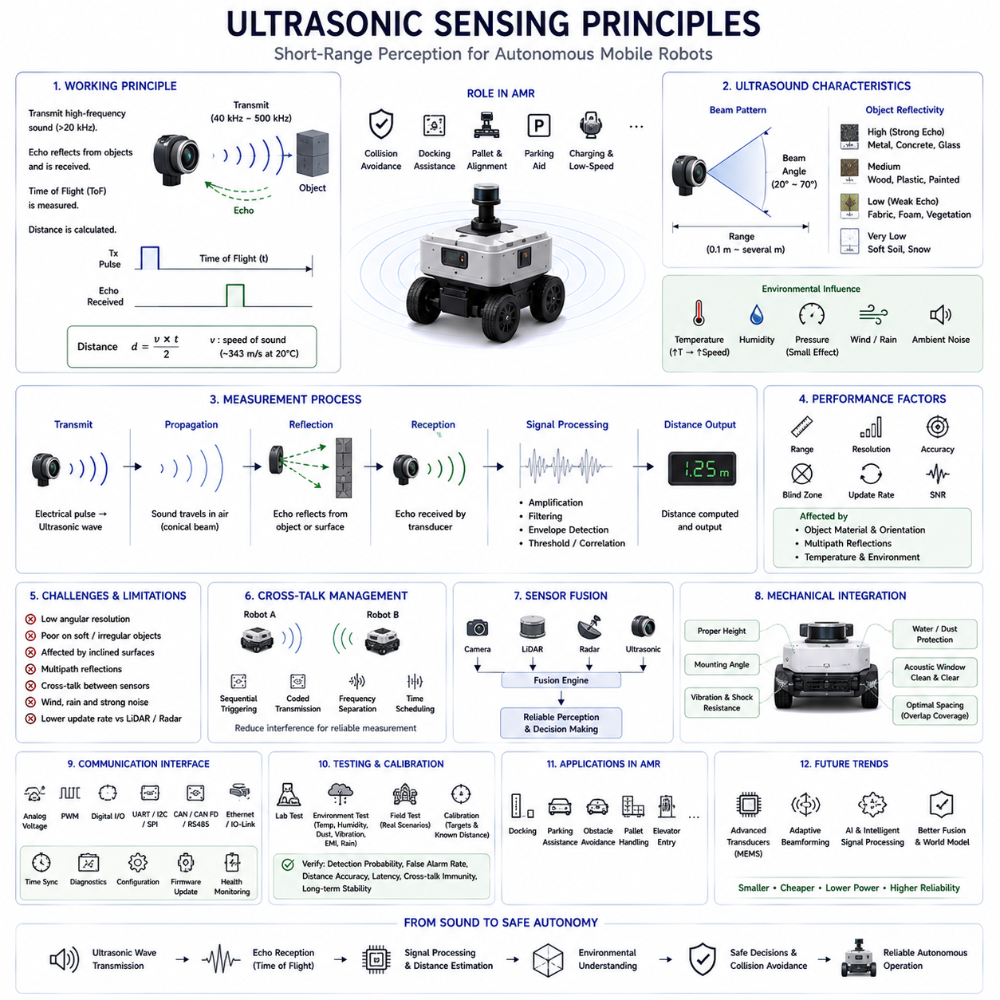 ULTRASONIC SENSING PRINCIPLES
Short-Range Perception for Autonomous Mobile Robots
1. WORKING PRINCIPLE
Transmit high-frequency
sound (>20 kHz).
Echo reflects from objects
and is received.
Time of Flight (ToF)
is measured.
Distance is calculated.
Transmit
(40 kHz – 500 kHz)
Object
Echo
Tx
Pulse
Time of Flight (t)
Echo
Received
Distance d = v × t / 2
v : speed of sound
(~343 m/s at 20°C)
ROLE IN AMR
Collision
Avoidance
Docking
Assistance
Pallet &
Alignment
P
Parking
Aid
Charging &
Low-Speed
...
2. ULTRASOUND CHARACTERISTICS
Beam Pattern
Beam
Angle
(20° ~ 70°)
Range
(0.1 m ~ several m)
Object Reflectivity
High (Strong Echo)
Metal, Concrete, Glass
Medium
Wood, Plastic, Painted
Low (Weak Echo)
Fabric, Foam, Vegetation
Very Low
Soft Soil, Snow
Environmental Influence
Temperature
(↑T → ↑Speed)
Humidity
Pressure
(Small Effect)
Wind / Rain
Ambient Noise
3. MEASUREMENT PROCESS
Transmit
Electrical pulse →
Ultrasonic wave
Propagation
Sound travels in air
(conical beam)
Reflection
Echo reflects from
object or surface
Reception
Echo received by
transducer
Signal Processing
• Amplification
• Filtering
• Envelope Detection
• Threshold / Correlation
Distance Output
1.25 m
Distance computed
and output
4. PERFORMANCE FACTORS
Range
Resolution
Accuracy
Blind Zone
Update Rate
SNR
Affected by
• Object Material & Orientation
• Multipath Reflections
• Temperature & Environment
5. CHALLENGES & LIMITATIONS
Low angular resolution
Poor on soft / irregular objects
Affected by inclined surfaces
Multipath reflections
Cross-talk between sensors
Wind, rain and strong noise
Lower update rate vs LiDAR / Radar
6. CROSS-TALK MANAGEMENT
Robot A
Robot B
Sequential
Triggering
Coded
Transmission
Frequency
Separation
Time
Scheduling
Reduce interference for reliable measurement
7. SENSOR FUSION
Camera
LiDAR
Radar
Ultrasonic
Fusion Engine
Reliable Perception
& Decision Making
8. MECHANICAL INTEGRATION
Proper Height
Mounting Angle
Vibration & Shock
Resistance
Water / Dust
Protection
Acoustic Window
Clean & Clear
Optimal Spacing
(Overlap Coverage)
9. COMMUNICATION INTERFACE
Analog
Voltage
PWM
Digital I/O
UART / I2C
/ SPI
CAN / CAN FD
/ RS485
Ethernet
/ IO-Link
Time Sync
Diagnostics
Configuration
Firmware
Update
Health
Monitoring
10. TESTING & CALIBRATION
Lab Test
Environment Test
(Temp, Humidity,
Dust, Vibration,
EMI, Rain)
Field Test
(Real Scenarios)
Calibration
(Targets &
Known Distance)
Verify: Detection Probability, False Alarm Rate,
Distance Accuracy, Latency, Cross-talk Immunity,
Long-term Stability
11. APPLICATIONS IN AMR
Docking
Parking
Assistance
Obstacle
Avoidance
Pallet
Handling
Elevator
Entry
...
12. FUTURE TRENDS
Advanced
Transducers
(MEMS)
Adaptive
Beamforming
AI & Intelligent
Signal Processing
Better Fusion
& World Model
Smaller • Cheaper • Lower Power • Higher Reliability
FROM SOUND TO SAFE AUTONOMY
Ultrasonic Wave
Transmission
Echo Reception
(Time of Flight)
Signal Processing
& Distance Estimation
Environmental
Understanding
Safe Decisions &
Collision Avoidance
Reliable Autonomous
Operation